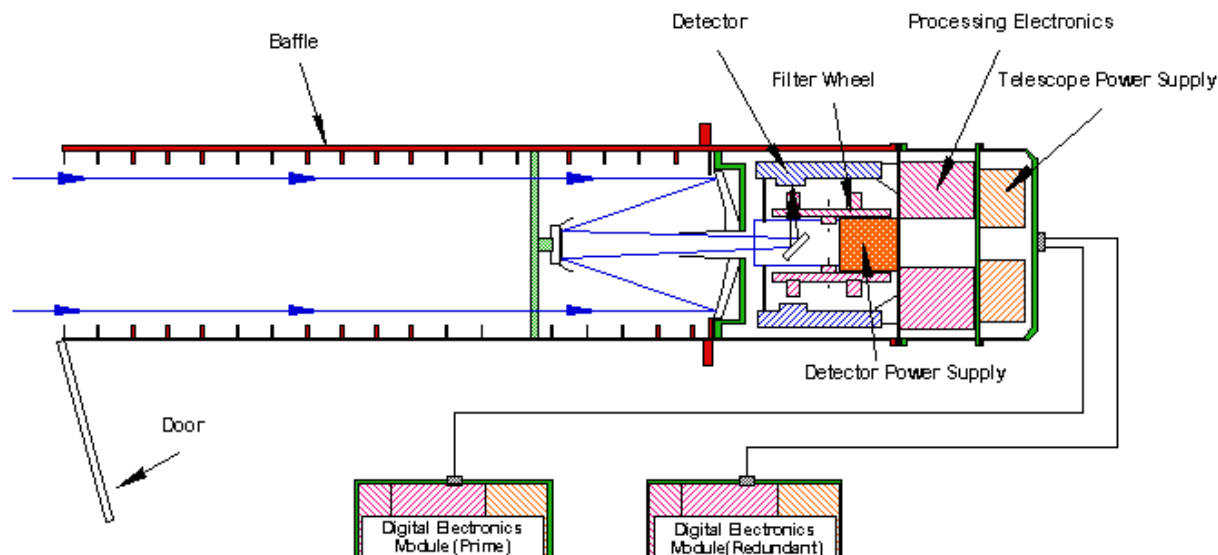 Detector
Processing Electronics
Baffle
Filter Wheel
Telescope Power Supply
Detector Power Supply
Door
Digital Electronics
Module (Prime)
Digital Electronics
Module(Redundant)